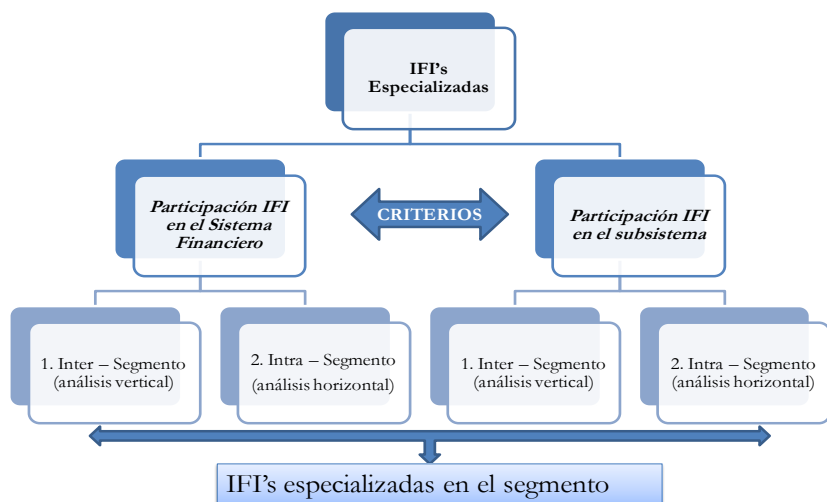 IFI's
Especializadas
Participación IFI
en el Sistema
Financiero
CRITERIOS
Participación IFI
en el subsistema
1. Inter – Segmento
(análisis vertical)
2. Intra – Segmento
(análisis horizontal)
1. Inter – Segmento
(análisis vertical)
2. Intra – Segmento
(análisis horizontal)
IFI's especializadas en el segmento